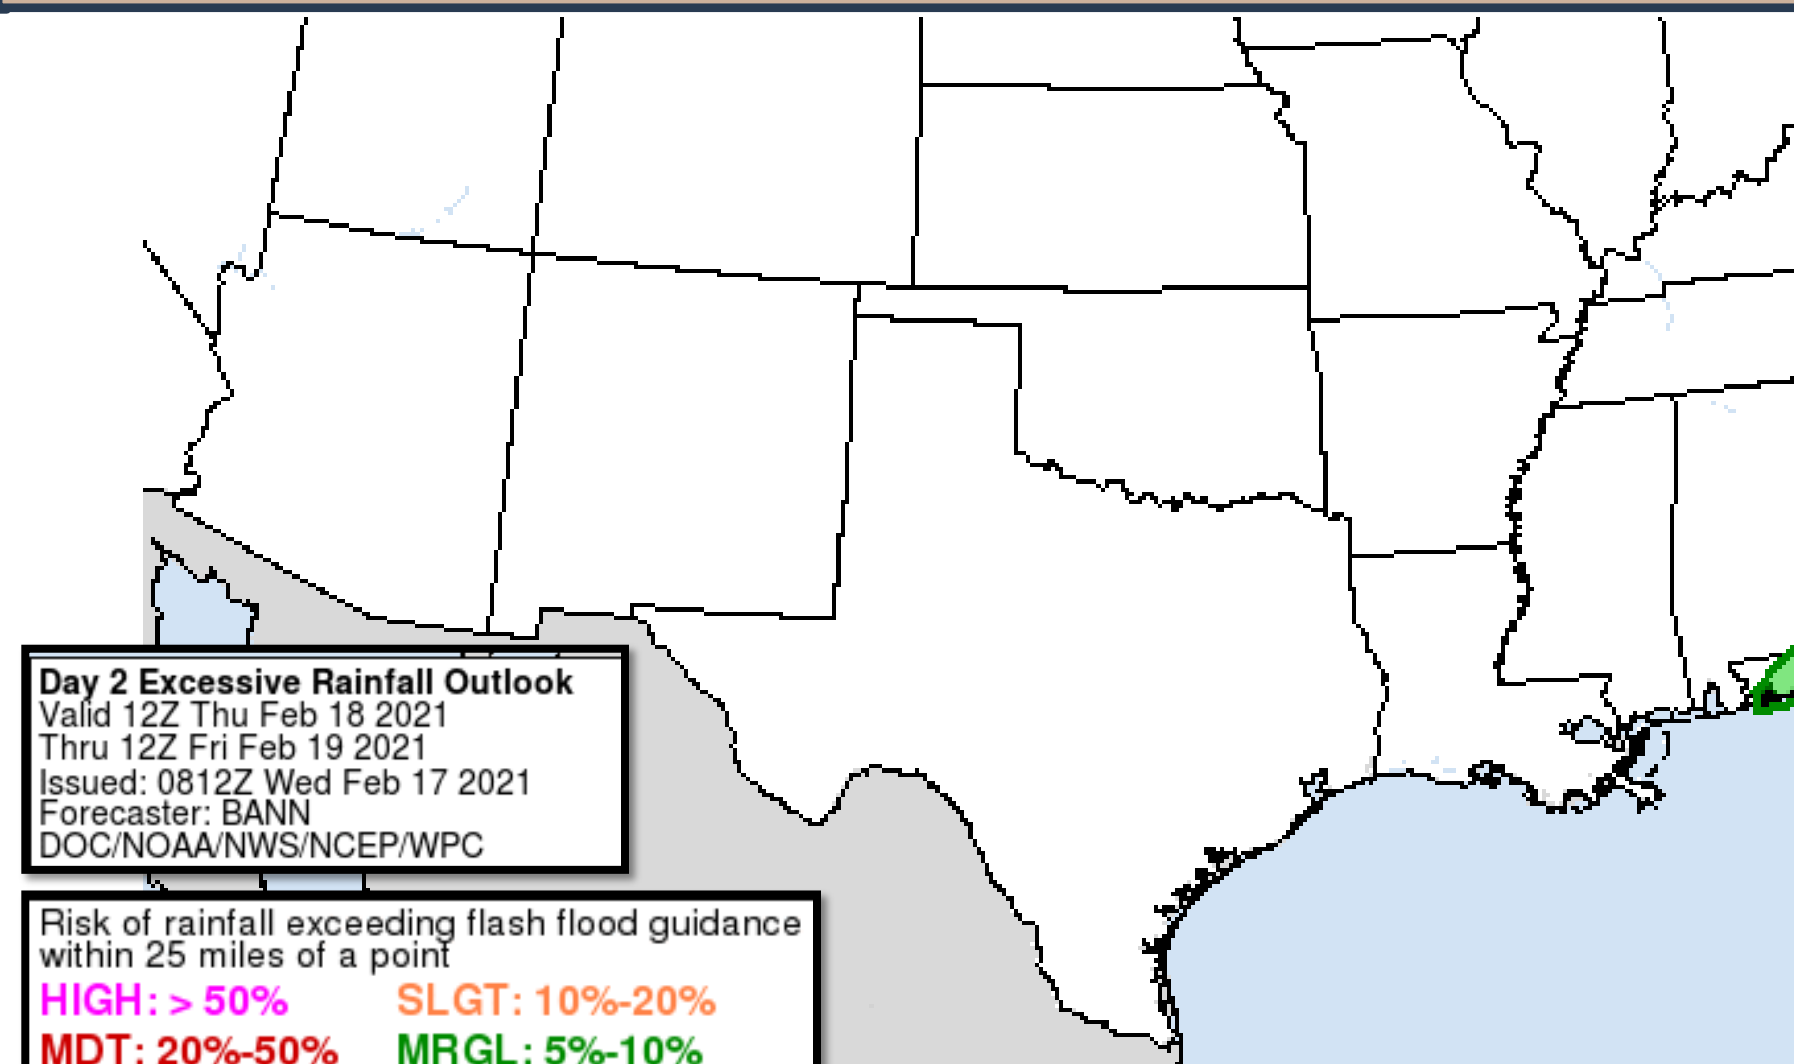 Day 2 Excessive Rainfall Outlook
Valid 12Z Thu Feb 18 2021
Thru 12Z Fri Feb 19 2021
Issued: 0812Z Wed Feb 17 2021
Forecaster: BANN
DOC/NOAA/NWS/NCEP/WPC
Risk of rainfall exceeding flash flood guidance
within 25 miles of a point
HIGH: > 50% SLGT: 10%-20%
MDT: 20%-50% MRGL: 5%-10%